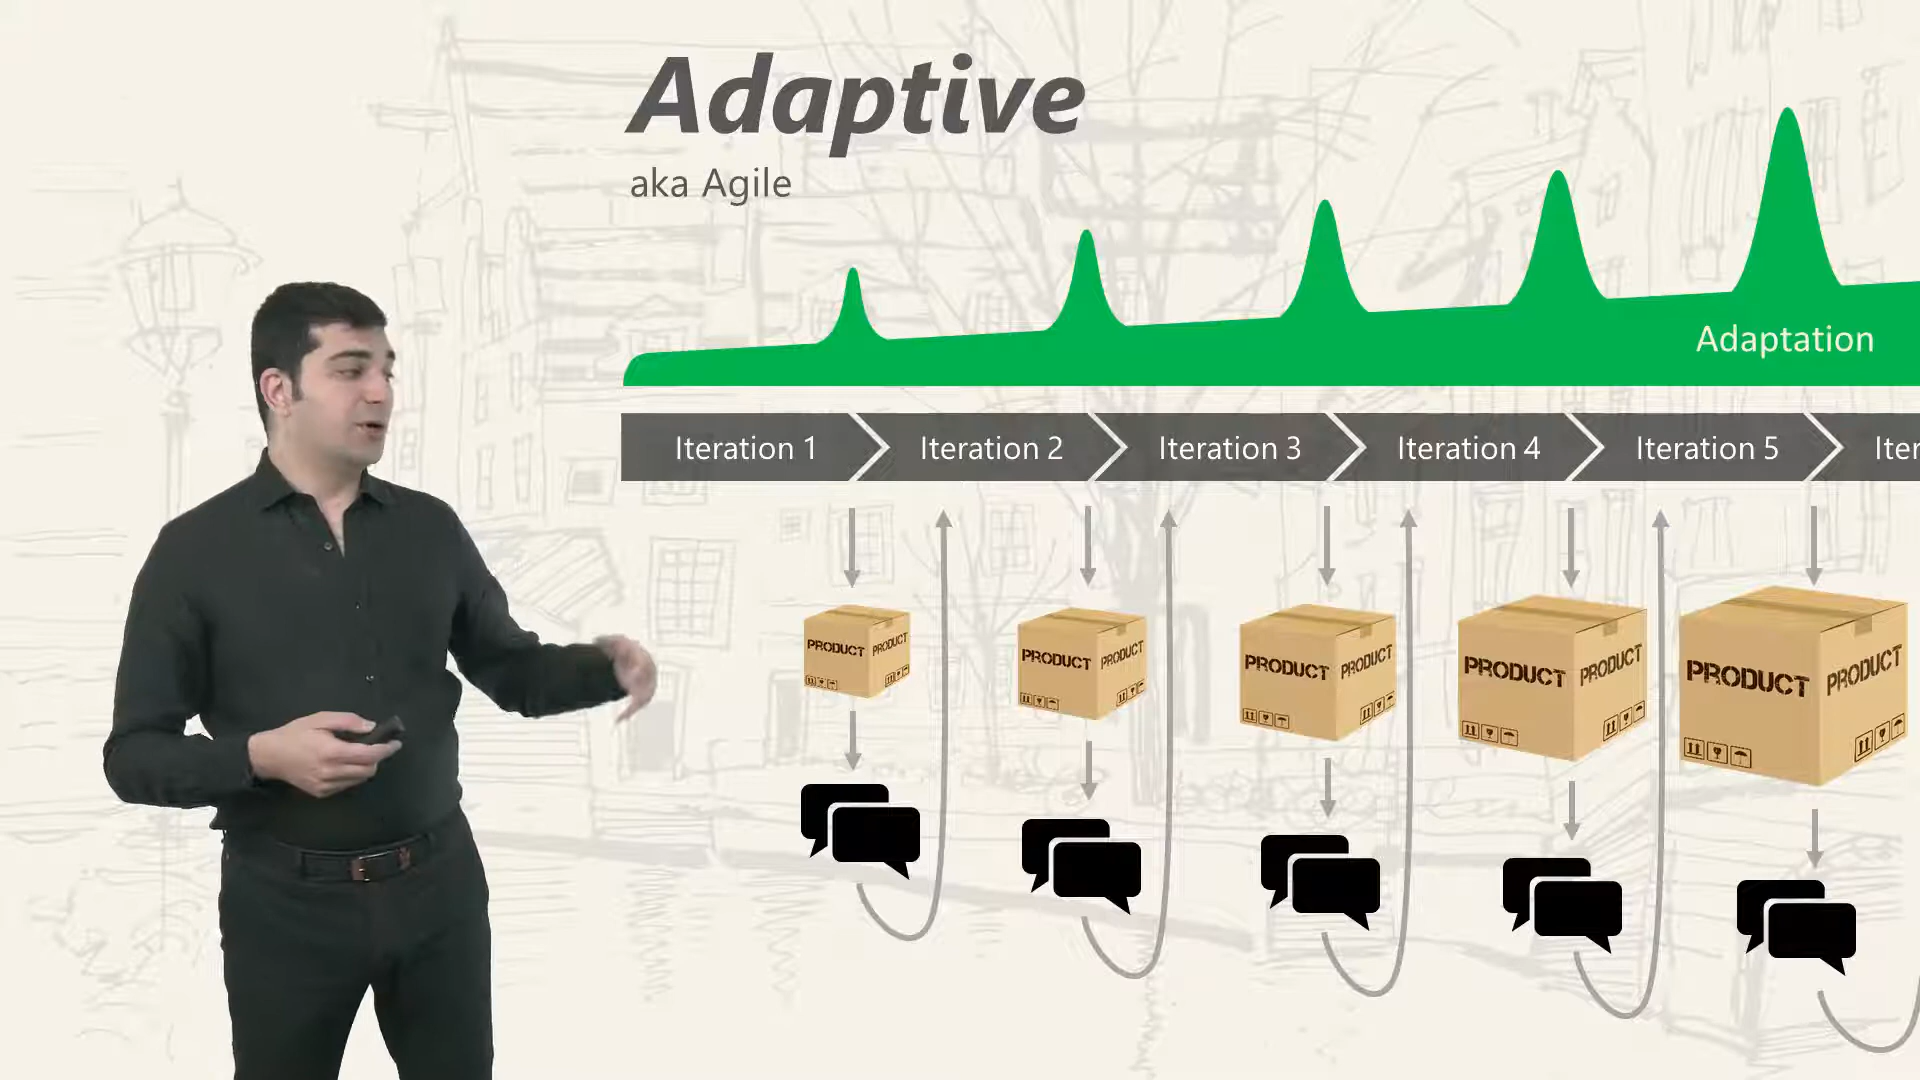 Adaptive
aka Agile
Adaptation
Iteration 1
Iteration 2
Iteration 3
Iteration 4
Iteration 5
Iter
PRODUCT PRODUCT
PRODUCT PRODUCT
PRODUCT PRODUCT
PRODUCT PRODUCT
PRODUCT PRODUCT